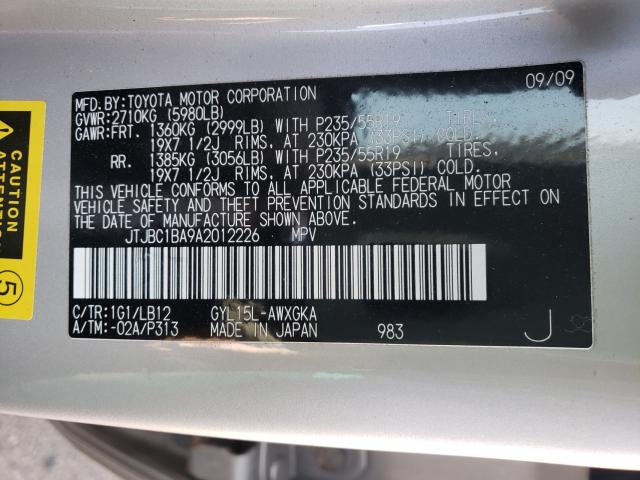 MFD. BY: TOYOTA MOTOR CORPORATION 09/09
GVWR: 2710KG (5980LB)
GAWR: FRT. 1360KG (2999LB) WITH P235/55R19 TIRES,
19X7 1/2J RIMS, AT 230KPA (33PSI) COLD.
RR. 1385KG (3056LB) WITH P235/55R19 TIRES,
19X7 1/2J RIMS, AT 230KPA (33PSI) COLD.
THIS VEHICLE CONFORMS TO ALL APPLICABLE FEDERAL MOTOR
VEHICLE SAFETY AND THEFT PREVENTION STANDARDS IN EFFECT ON
THE DATE OF MANUFACTURE SHOWN ABOVE.
JTJBC1BA9A2012226 MPV
C/TR: 1G1/LB12 GYL15L-AWXGKA
A/TM: -02A/P313 MADE IN JAPAN 983 J
CAUTION
ATTENTION
5